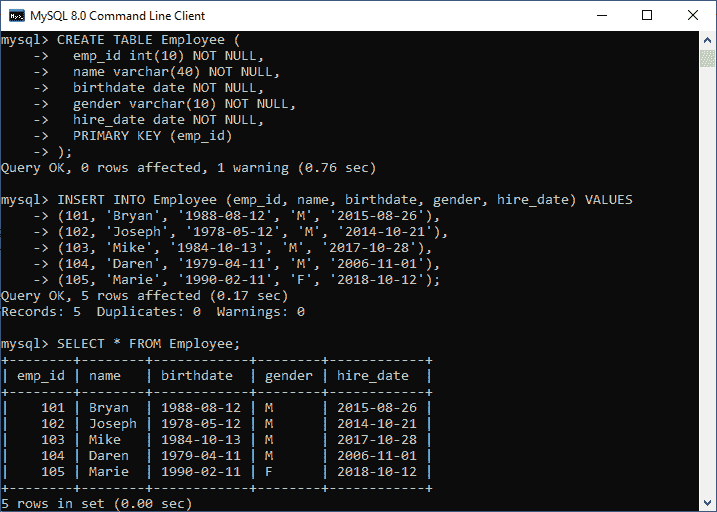 MySQL 8.0 Command Line Client
mysql> CREATE TABLE Employee (
    ->    emp_id int(10) NOT NULL,
    ->    name varchar(40) NOT NULL,
    ->    birthdate date NOT NULL,
    ->    gender varchar(10) NOT NULL,
    ->    hire_date date NOT NULL,
    ->    PRIMARY KEY (emp_id)
    -> );
Query OK, 0 rows affected, 1 warning (0.76 sec)

mysql> INSERT INTO Employee (emp_id, name, birthdate, gender, hire_date) VALUES
    -> (101, 'Bryan', '1988-08-12', 'M', '2015-08-26'),
    -> (102, 'Joseph', '1978-05-12', 'M', '2014-10-21'),
    -> (103, 'Mike', '1984-10-13', 'M', '2017-10-28'),
    -> (104, 'Daren', '1979-04-11', 'M', '2006-11-01'),
    -> (105, 'Marie', '1990-02-11', 'F', '2018-10-12');
Query OK, 5 rows affected (0.17 sec)
Records: 5  Duplicates: 0  Warnings: 0

mysql> SELECT * FROM Employee;
+--------+--------+------------+--------+------------+
| emp_id | name   | birthdate  | gender | hire_date  |
+--------+--------+------------+--------+------------+
|    101 | Bryan  | 1988-08-12 | M      | 2015-08-26 |
|    102 | Joseph | 1978-05-12 | M      | 2014-10-21 |
|    103 | Mike   | 1984-10-13 | M      | 2017-10-28 |
|    104 | Daren  | 1979-04-11 | M      | 2006-11-01 |
|    105 | Marie  | 1990-02-11 | F      | 2018-10-12 |
+--------+--------+------------+--------+------------+
5 rows in set (0.00 sec)